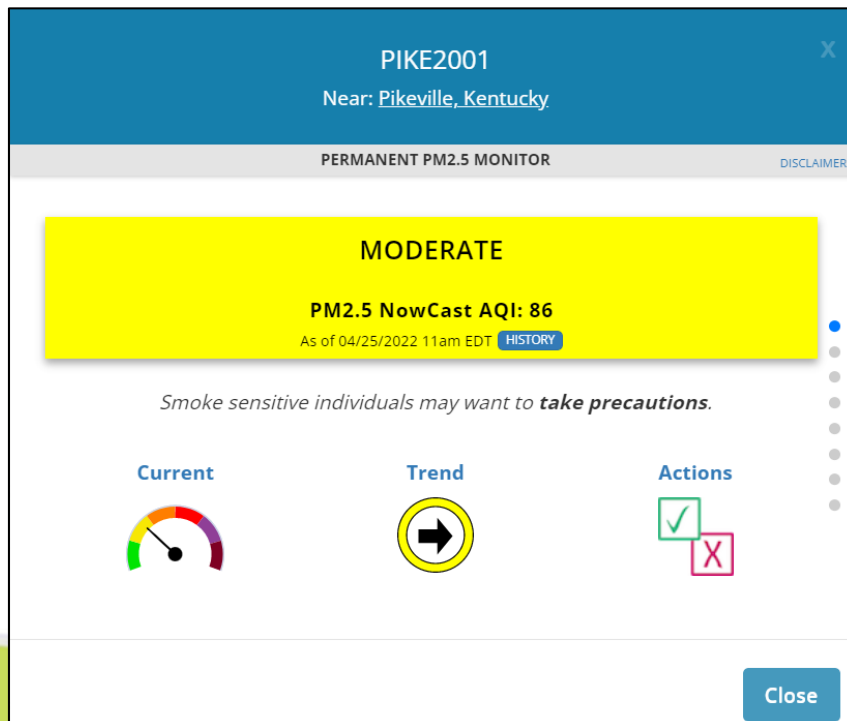 PIKE2001
X
Near: Pikeville, Kentucky
PERMANENT PM2.5 MONITOR
DISCLAIMER
MODERATE
PM2.5 NowCast AQI: 86
As of 04/25/2022 11am EDT HISTORY
Smoke sensitive individuals may want to take precautions.
Current Trend Actions
X
Close